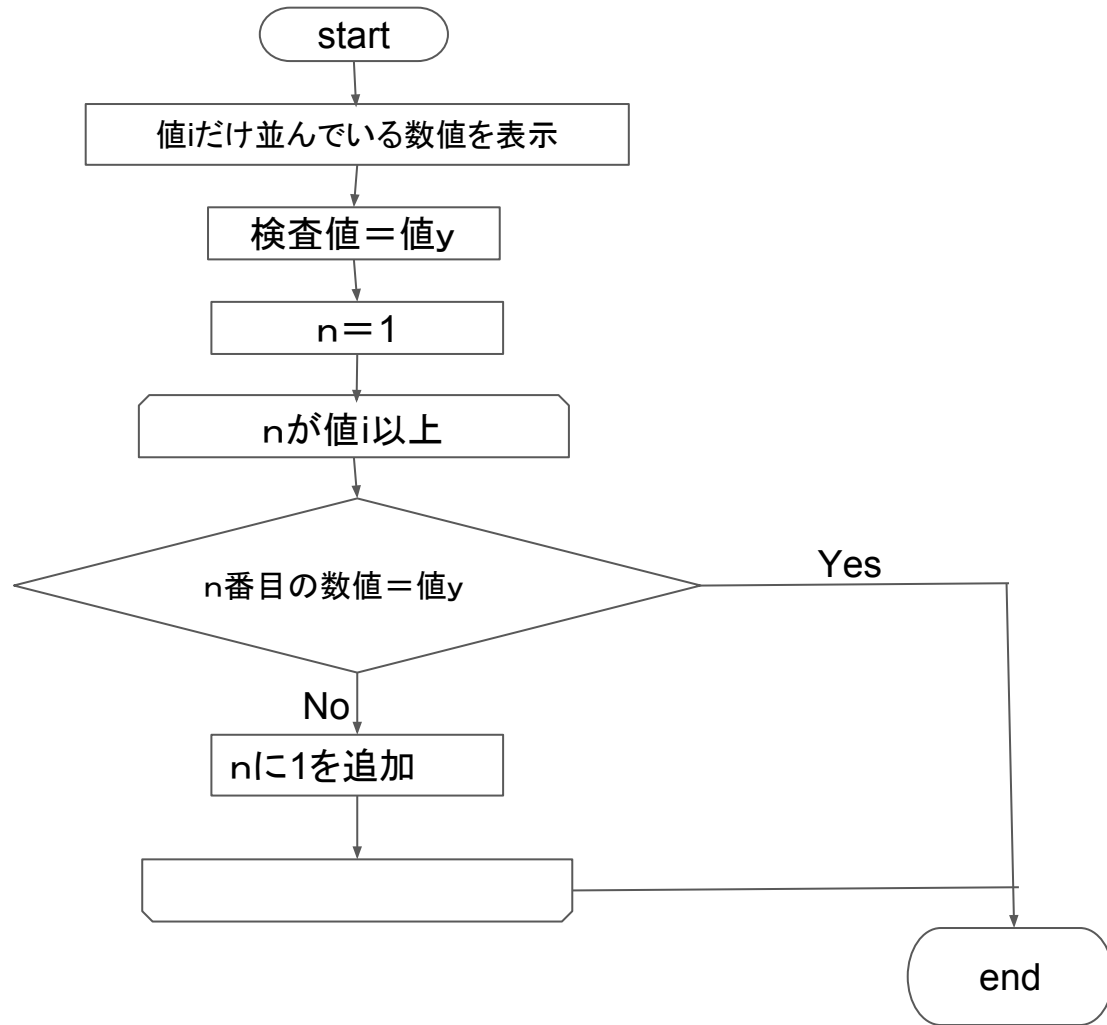 start
値iだけ並んでいる数値を表示
検査値＝値y
n＝1
nが値i以上
n番目の数値＝値y
Yes
No
nに1を追加
end